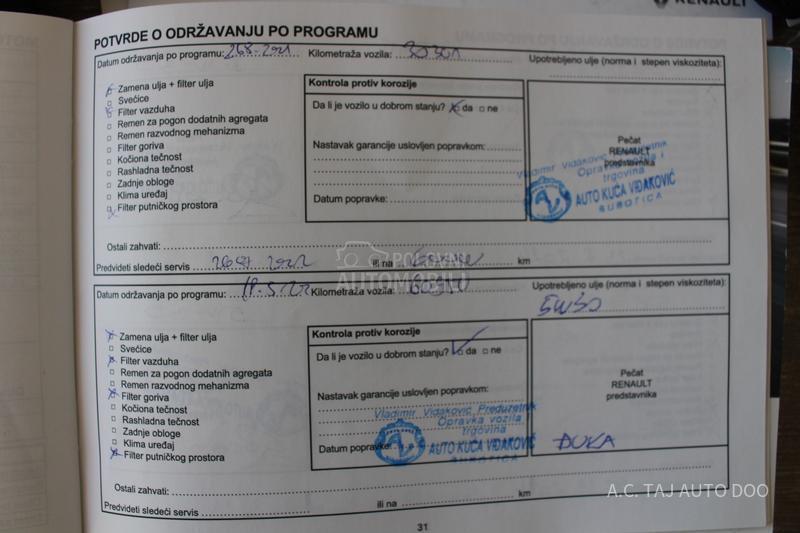 RENAULT
POTVRDE O ODRŽAVANJU PO PROGRAMU
Datum održavanja po programu: 26.8.2021 Kilometraža vozila: 30301 Upotrebljeno ulje (norma i stepen viskoziteta):
Zamena ulja + filter ulja
Svećice
Filter vazduha
Remen za pogon dodatnih agregata
Remen razvodnog mehanizma
Filter goriva
Kočiona tečnost
Rashladna tečnost
Zadnje obloge
Klima uređaj
Filter putničkog prostora
Kontrola protiv korozije
Da li je vozilo u dobrom stanju? da ne
Nastavak garancije uslovljen popravkom:
Datum popravke:
Pečat
RENAULT
predstavnika
Vladimir Vidaković Preduzetnik
Opravka vozila i
trgovina
AUTO KUĆA VIDAKOVIĆ
SUBOTICA
Ostali zahvati:
Predvideti sledeći servis ili na km
POLOVNI
AUTOMOBILI
Datum održavanja po programu: Kilometraža vozila: Upotrebljeno ulje (norma i stepen viskoziteta):
5W30
Zamena ulja + filter ulja
Svećice
Filter vazduha
Remen za pogon dodatnih agregata
Remen razvodnog mehanizma
Filter goriva
Kočiona tečnost
Rashladna tečnost
Zadnje obloge
Klima uređaj
Filter putničkog prostora
Kontrola protiv korozije
Da li je vozilo u dobrom stanju? da ne
Nastavak garancije uslovljen popravkom:
Datum popravke:
Vladimir Vidaković Preduzetnik
Opravka vozila
trgovina
AUTO KUĆA VIDAKOVIĆ
SUBOTICA
Pečat
RENAULT
predstavnika
ĐUKA
Ostali zahvati:
Predvideti sledeći servis ili na km
31
A.C. TAJ AUTO DOO